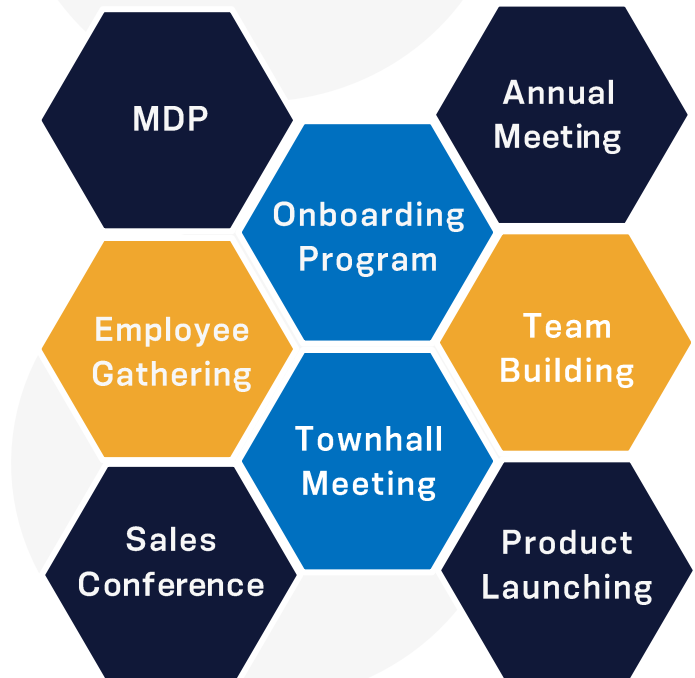 MDP
Annual
Meeting
Onboarding
Program
Employee
Gathering
Team
Building
Townhall
Meeting
Sales
Conference
Product
Launching